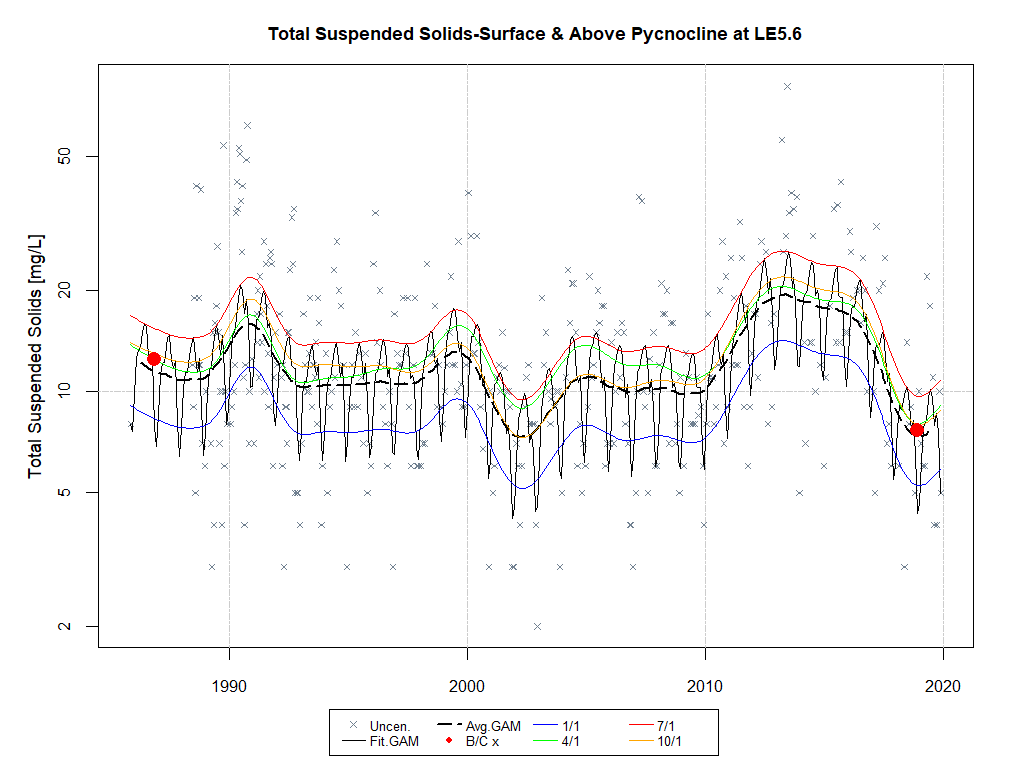 Total Suspended Solids-Surface & Above Pycnocline at LE5.6
Total Suspended Solids [mg/L]
50
20
10
5
2
1990 2000 2010 2020
Uncen. Avg.GAM 1/1 7/1
Fit.GAM B/C x 4/1 10/1